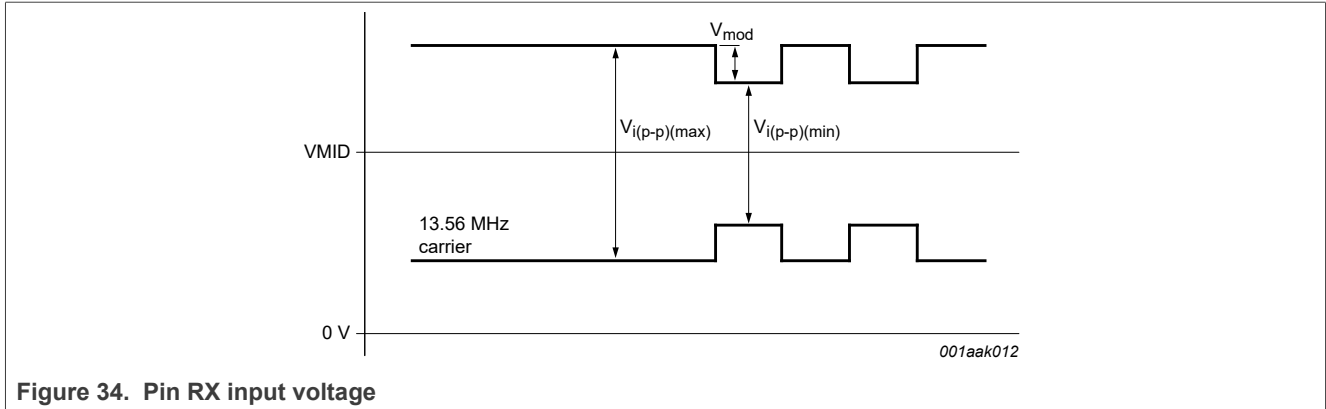 Vmod
Vi(p-p)(max)
Vi(p-p)(min)
VMID
13.56 MHz
carrier
0 V
001aak012
Figure 34. Pin RX input voltage